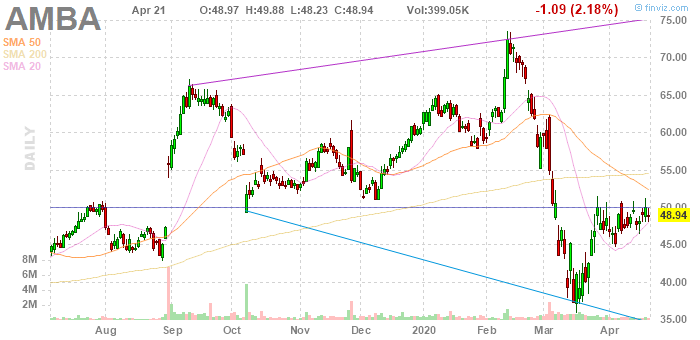 AMBA Apr 21 O:48.97 H:49.88 L:48.23 C:48.94 Vol:399.05K -1.09 (2.18%)
© finviz.com
SMA 50
SMA 200
SMA 20
DAILY
75.00
70.00
65.00
60.00
55.00
50.00
48.94
45.00
40.00
35.00
8M
6M
4M
2M
Aug Sep Oct Nov Dec 2020 Feb Mar Apr